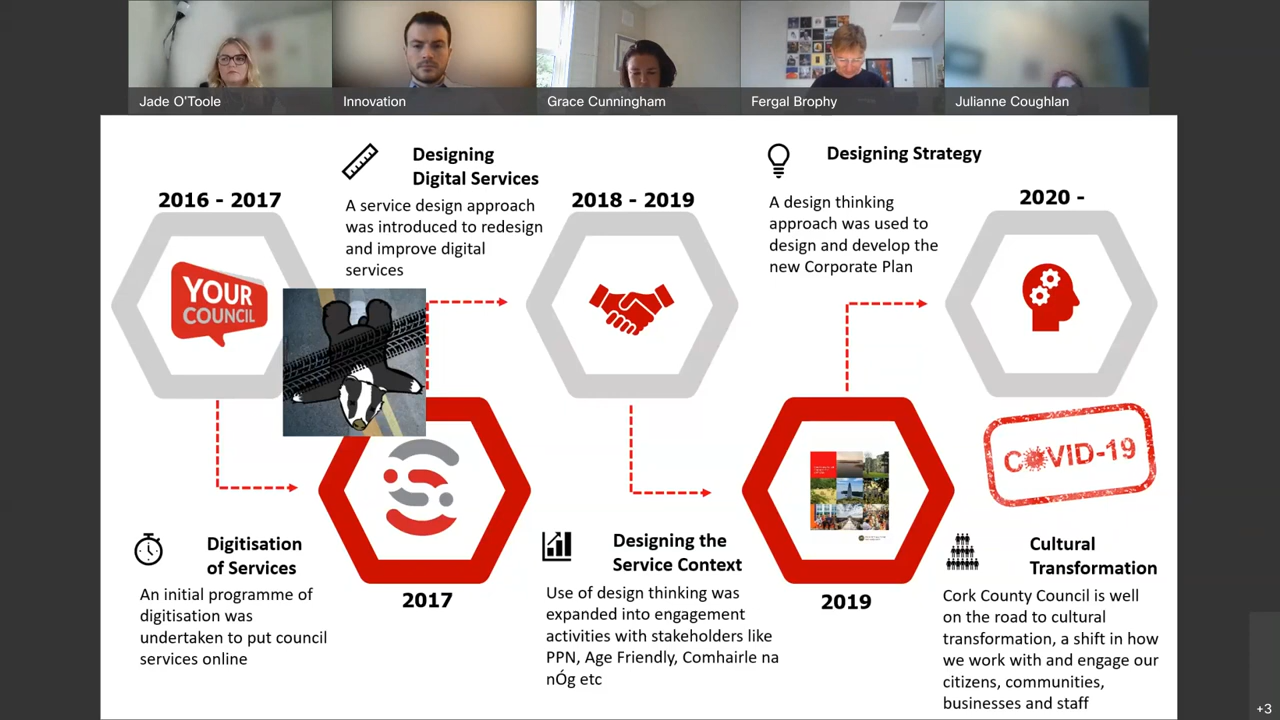 Jade O'Toole
Innovation
Grace Cunningham
Fergal Brophy
Julianne Coughlan
2016 - 2017
YOUR
COUNCIL
Digitisation
of Services
An initial programme of
digitisation was
undertaken to put council
services online
Designing
Digital Services
A service design approach
was introduced to redesign
and improve digital
services
2017
2018 - 2019
Designing the
Service Context
Use of design thinking was
expanded into engagement
activities with stakeholders like
PPN, Age Friendly, Comhairle na
nÓg etc
Designing Strategy
A design thinking
approach was used to
design and develop the
new Corporate Plan
2019
2020 -
COVID-19
Cultural
Transformation
Cork County Council is well
on the road to cultural
transformation, a shift in how
we work with and engage our
citizens, communities,
businesses and staff
+3